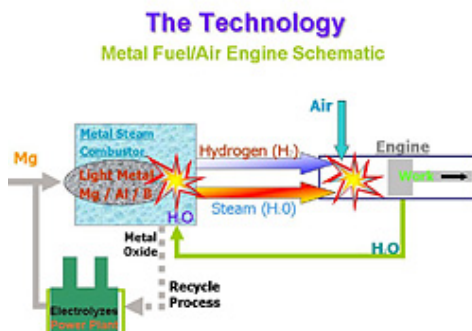 The Technology
Metal Fuel/Air Engine Schematic
Air
Metal Steam
Combustor
Hydrogen (H₂)
Engine
Mg
Light Metal
Mg / Al / B
Work
H₂O
Steam (H₂0)
Metal
Oxide
H₂O
Recycle
Process
Electrolyzes
Power Plant